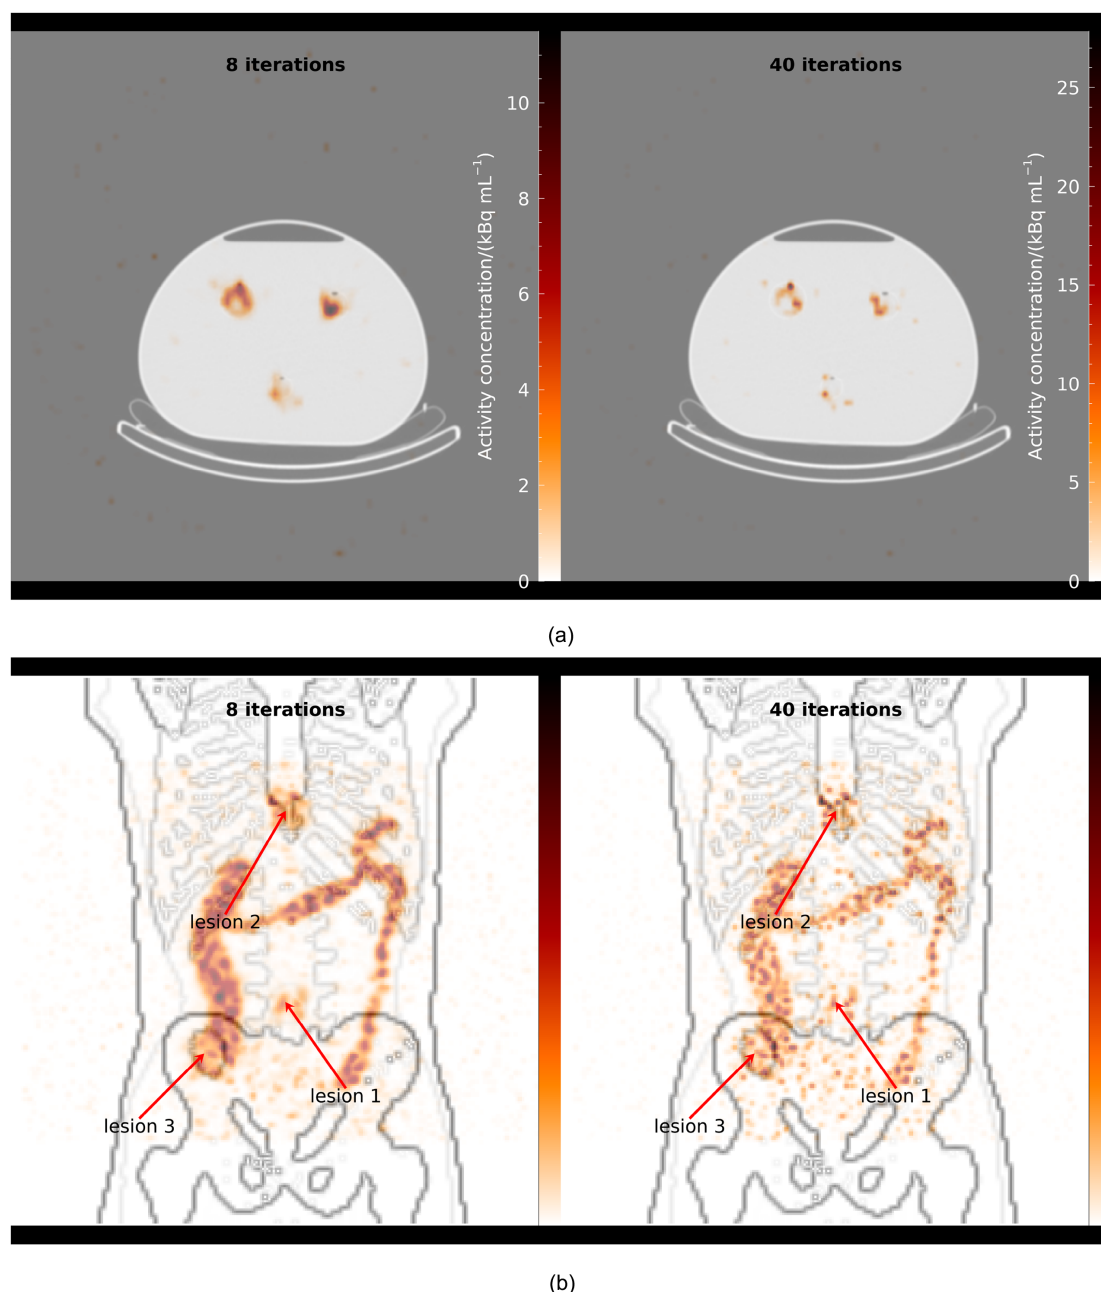 8 iterations
40 iterations
10
8
6
4
2
0
Activity concentration/(kBq mL⁻¹)
25
20
15
10
5
0
Activity concentration/(kBq mL⁻¹)
(a)
8 iterations
40 iterations
lesion 2
lesion 2
lesion 1
lesion 1
lesion 3
lesion 3
(b)